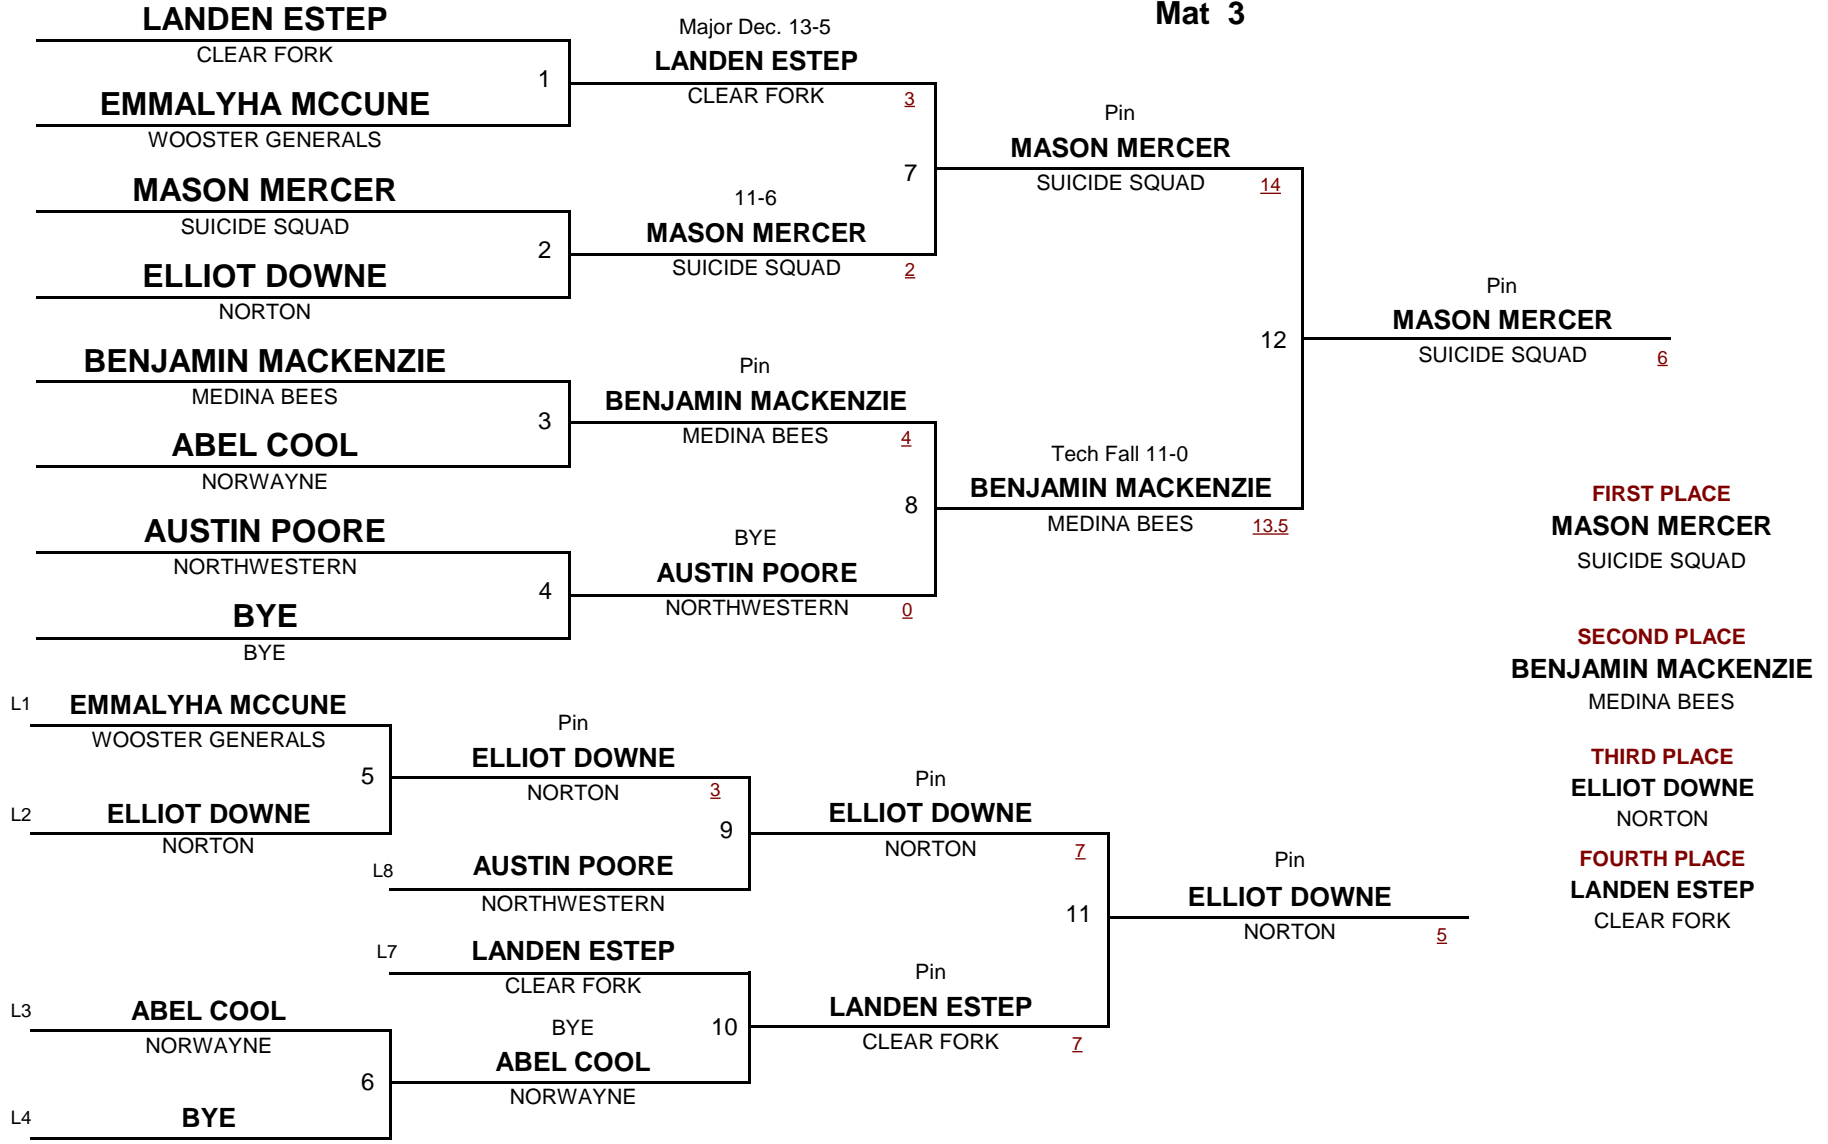 Mat 3
LANDEN ESTEP
CLEAR FORK
1
EMMALYHA MCCUNE
WOOSTER GENERALS
MASON MERCER
SUICIDE SQUAD
2
ELLIOT DOWNE
NORTON
BENJAMIN MACKENZIE
MEDINA BEES
3
ABEL COOL
NORWAYNE
AUSTIN POORE
NORTHWESTERN
4
BYE
BYE
Major Dec. 13-5
LANDEN ESTEP
CLEAR FORK 3
7
11-6
MASON MERCER
SUICIDE SQUAD 2
Pin
BENJAMIN MACKENZIE
MEDINA BEES 4
8
BYE
AUSTIN POORE
NORTHWESTERN 0
Pin
MASON MERCER
SUICIDE SQUAD 14
12
Tech Fall 11-0
BENJAMIN MACKENZIE
MEDINA BEES 13.5
Pin
MASON MERCER
SUICIDE SQUAD 6
L1 EMMALYHA MCCUNE
WOOSTER GENERALS
5
L2 ELLIOT DOWNE
NORTON
L3 ABEL COOL
NORWAYNE
6
L4 BYE
Pin
ELLIOT DOWNE
NORTON 3
9
L8 AUSTIN POORE
NORTHWESTERN
L7 LANDEN ESTEP
CLEAR FORK
BYE 10
ABEL COOL
NORWAYNE
Pin
ELLIOT DOWNE
NORTON 7
11
Pin
LANDEN ESTEP
CLEAR FORK 7
Pin
ELLIOT DOWNE
NORTON 5
FIRST PLACE
MASON MERCER
SUICIDE SQUAD
SECOND PLACE
BENJAMIN MACKENZIE
MEDINA BEES
THIRD PLACE
ELLIOT DOWNE
NORTON
FOURTH PLACE
LANDEN ESTEP
CLEAR FORK